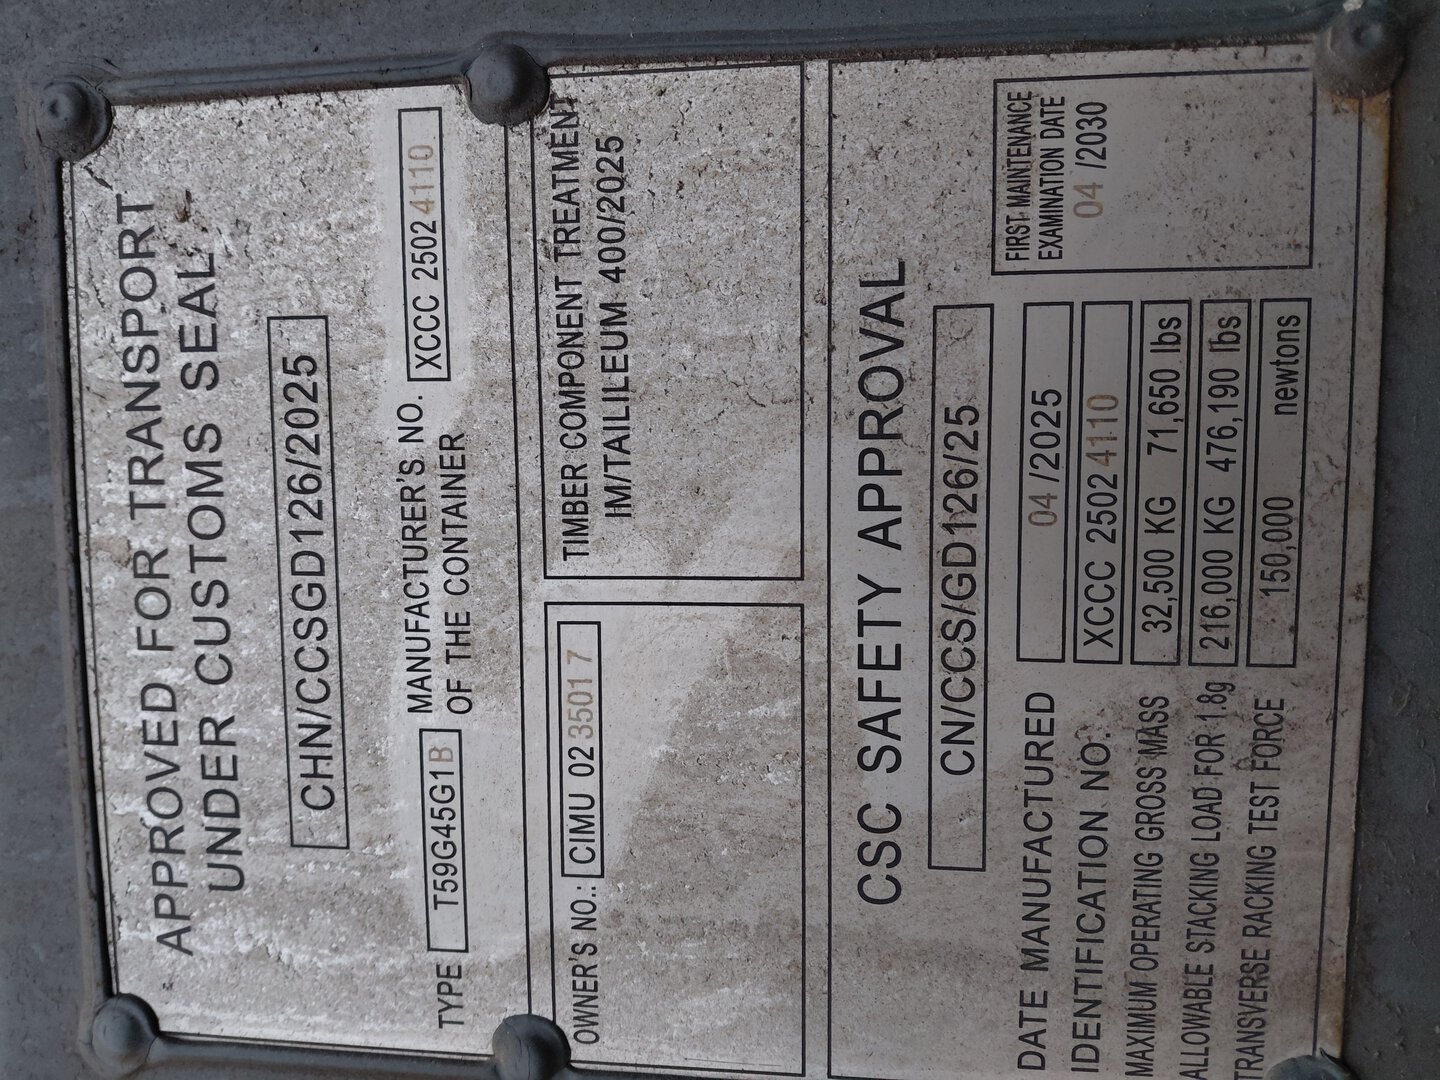 APPROVED FOR TRANSPORT
UNDER CUSTOMS SEAL
CHN/CCSGD126/2025
TYPE T59G45G1B MANUFACTURER'S NO. OF THE CONTAINER XCCC 2502 4110
OWNER'S NO.: CIMU 02 3501 7
TIMBER COMPONENT TREATMENT
IM/TAILILEUM 400/2025
CSC SAFETY APPROVAL
CN/CCS/GD126/25
DATE MANUFACTURED 04 /2025
IDENTIFICATION NO. XCCC 2502 4110
MAXIMUM OPERATING GROSS MASS 32,500 KG 71,650 lbs
ALLOWABLE STACKING LOAD FOR 1.8g 216,000 KG 476,190 lbs
TRANSVERSE RACKING TEST FORCE 150,000 newtons
FIRST MAINTENANCE
EXAMINATION DATE
04 /2030